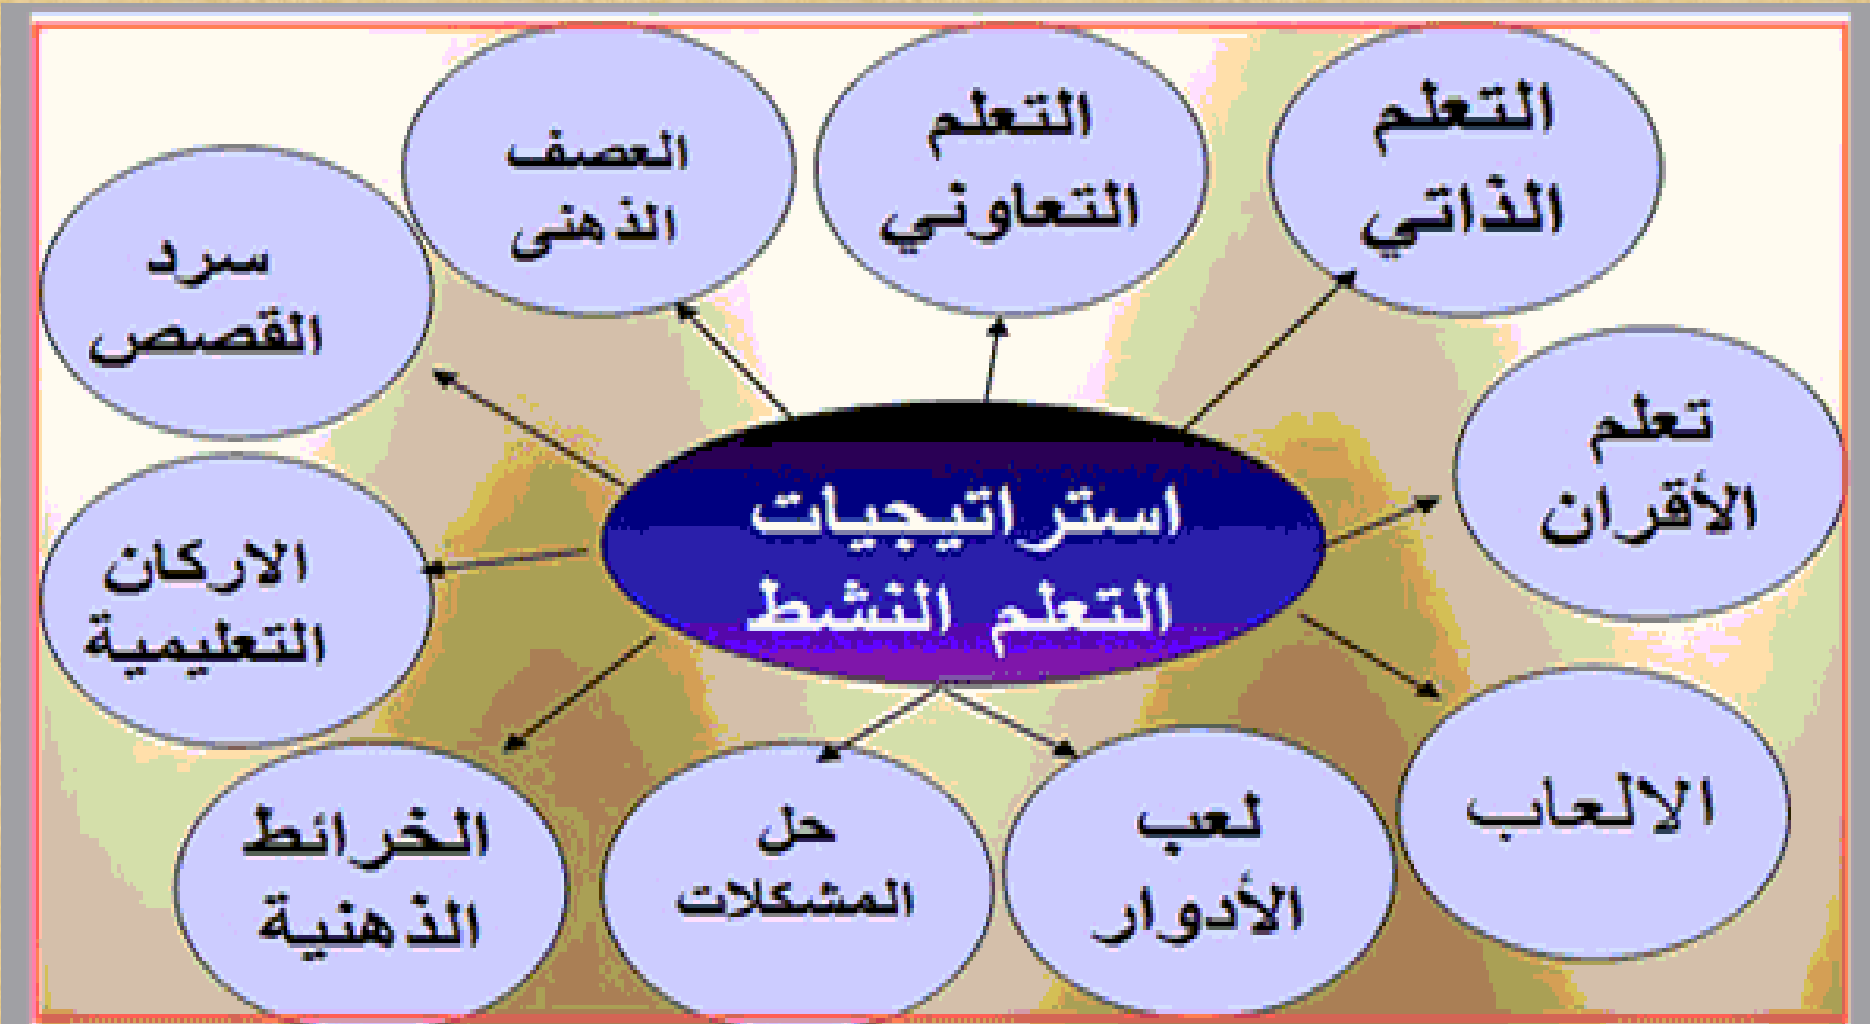 التعلم
الذاتي
التعلم
التعاوني
العصف
الذهنى
سرد
القصص
تعلم
الأقران
استراتيجيات
التعلم النشط
الاركان
التعليمية
الالعاب
لعب
الأدوار
حل
المشكلات
الخرائط
الذهنية